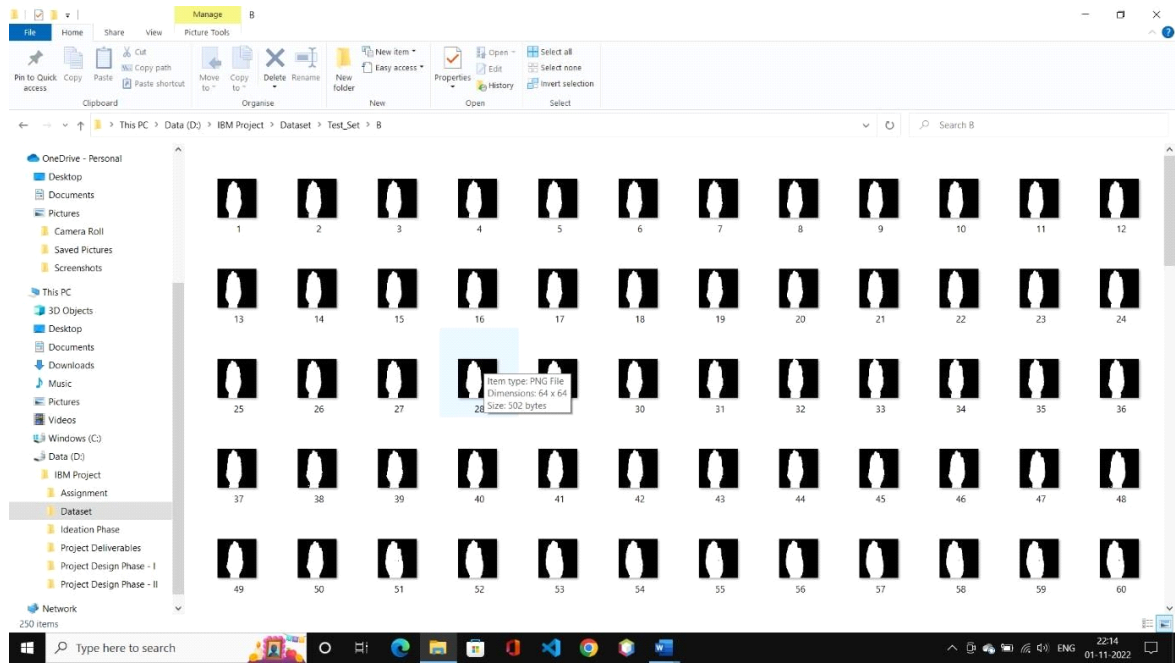 Manage B
File Home Share View Picture Tools
Pin to Quick access
Copy
Paste
Cut
Copy path
Paste shortcut
Clipboard
Move to
Copy to
Delete
Rename
Organise
New folder
New item
Easy access
New
Properties
Open
Edit
History
Open
Select all
Select none
Invert selection
Select
> This PC > Data (D:) > IBM Project > Dataset > Test_Set > B
Search B
OneDrive - Personal
Desktop
Documents
Pictures
Camera Roll
Saved Pictures
Screenshots
This PC
3D Objects
Desktop
Documents
Downloads
Music
Pictures
Videos
Windows (C:)
Data (D:)
IBM Project
Assignment
Dataset
Ideation Phase
Project Deliverables
Project Design Phase - I
Project Design Phase - II
Network
1 2 3 4 5 6 7 8 9 10 11 12
13 14 15 16 17 18 19 20 21 22 23 24
25 26 27 28 30 31 32 33 34 35 36
Item type: PNG File
Dimensions: 64 x 64
Size: 502 bytes
37 38 39 40 41 42 43 44 45 46 47 48
49 50 51 52 53 54 55 56 57 58 59 60
250 items
Type here to search
ENG
22:14
01-11-2022